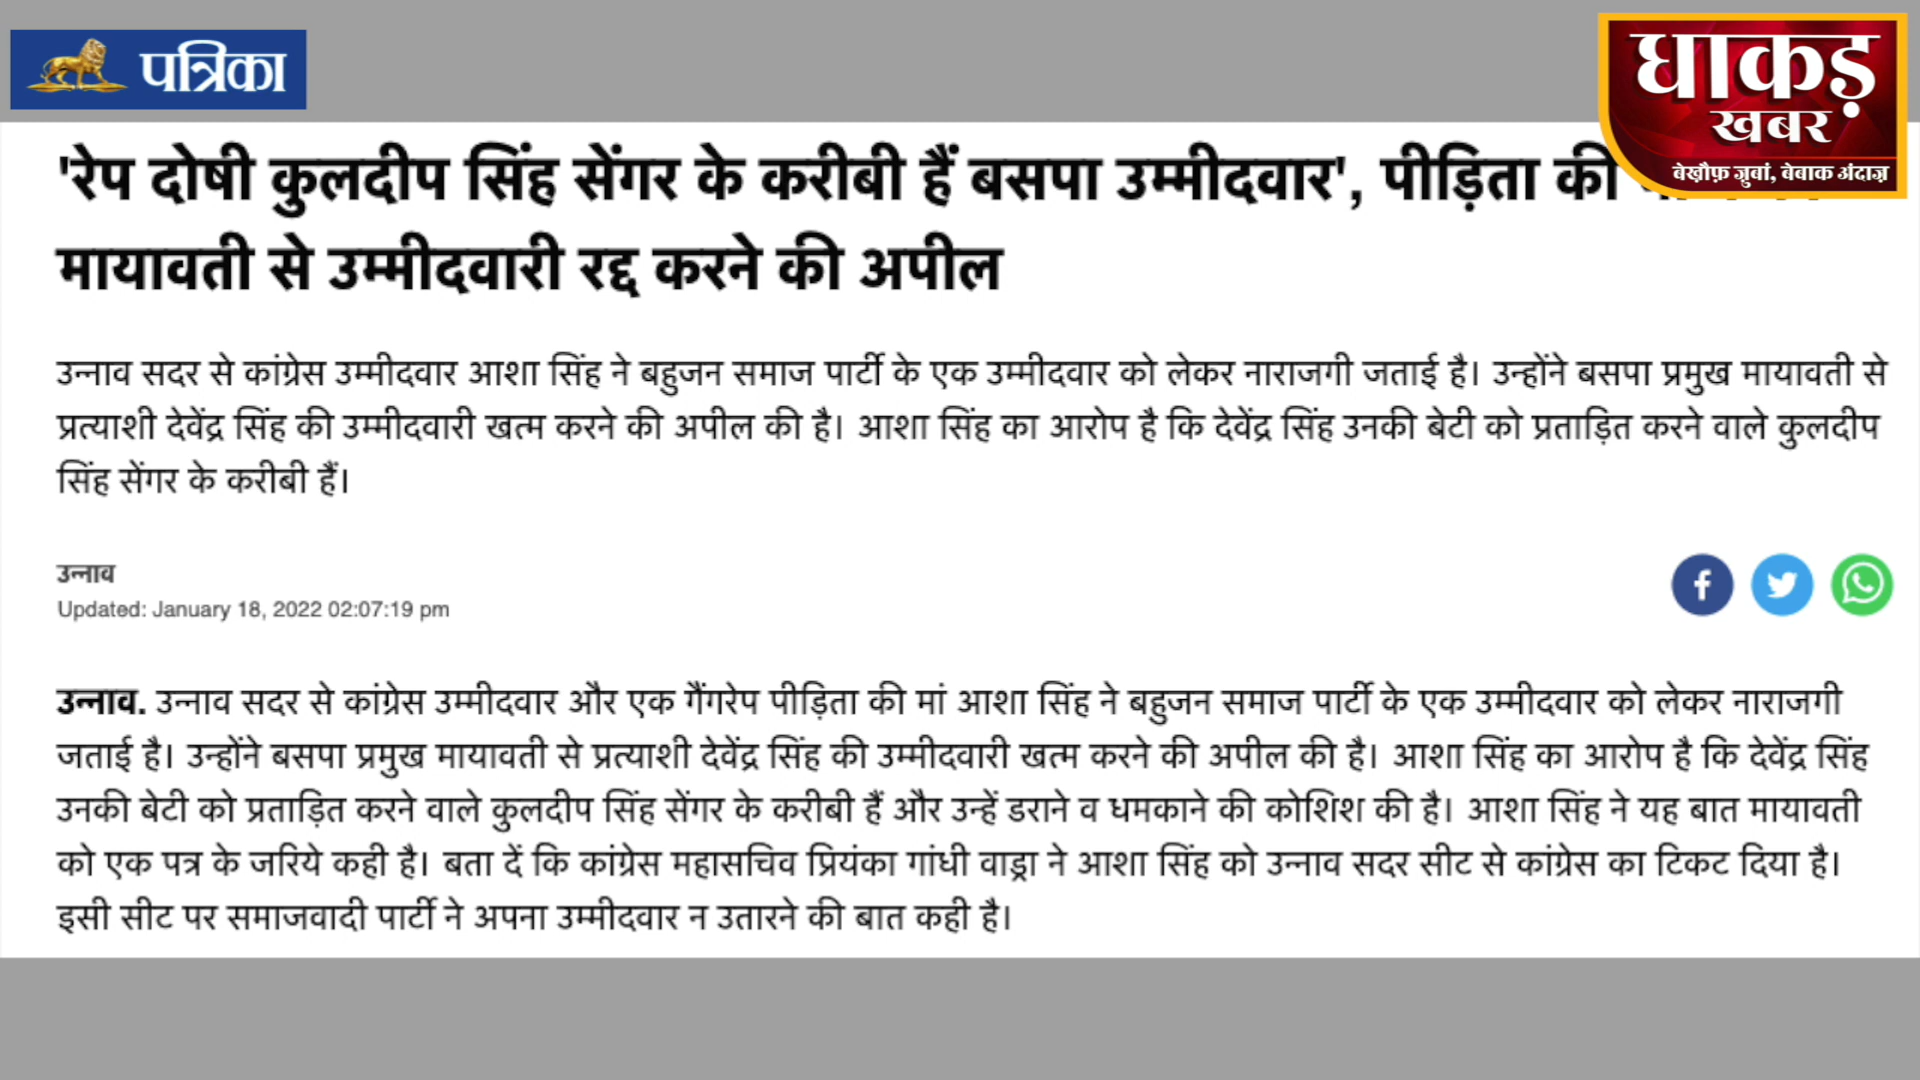 पत्रिका
धाकड़
खबर
बेख़ौफ़ जुबां, बेबाक अंदाज़
'रेप दोषी कुलदीप सिंह सेंगर के करीबी हैं बसपा उम्मीदवार', पीड़िता की
मायावती से उम्मीदवारी रद्द करने की अपील
उन्नाव सदर से कांग्रेस उम्मीदवार आशा सिंह ने बहुजन समाज पार्टी के एक उम्मीदवार को लेकर नाराजगी जताई है। उन्होंने बसपा प्रमुख मायावती से
प्रत्याशी देवेंद्र सिंह की उम्मीदवारी खत्म करने की अपील की है। आशा सिंह का आरोप है कि देवेंद्र सिंह उनकी बेटी को प्रताड़ित करने वाले कुलदीप
सिंह सेंगर के करीबी हैं।
उन्नाव
Updated: January 18, 2022 02:07:19 pm
उन्नाव. उन्नाव सदर से कांग्रेस उम्मीदवार और एक गैंगरेप पीड़िता की मां आशा सिंह ने बहुजन समाज पार्टी के एक उम्मीदवार को लेकर नाराजगी
जताई है। उन्होंने बसपा प्रमुख मायावती से प्रत्याशी देवेंद्र सिंह की उम्मीदवारी खत्म करने की अपील की है। आशा सिंह का आरोप है कि देवेंद्र सिंह
उनकी बेटी को प्रताड़ित करने वाले कुलदीप सिंह सेंगर के करीबी हैं और उन्हें डराने व धमकाने की कोशिश की है। आशा सिंह ने यह बात मायावती
को एक पत्र के जरिये कही है। बता दें कि कांग्रेस महासचिव प्रियंका गांधी वाड्रा ने आशा सिंह को उन्नाव सदर सीट से कांग्रेस का टिकट दिया है।
इसी सीट पर समाजवादी पार्टी ने अपना उम्मीदवार न उतारने की बात कही है।